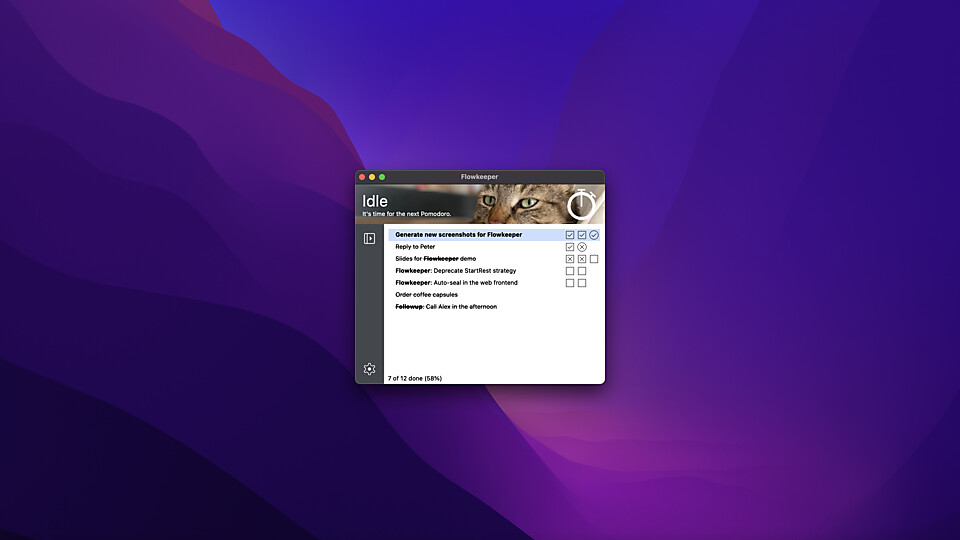 Flowkeeper
Idle
It's time for the next Pomodoro.
Generate new screenshots for Flowkeeper
Reply to Peter
Slides for Flowkeeper demo
Flowkeeper: Deprecate StartRest strategy
Flowkeeper: Auto-seal in the web frontend
Order coffee capsules
Followup: Call Alex in the afternoon
7 of 12 done (58%)